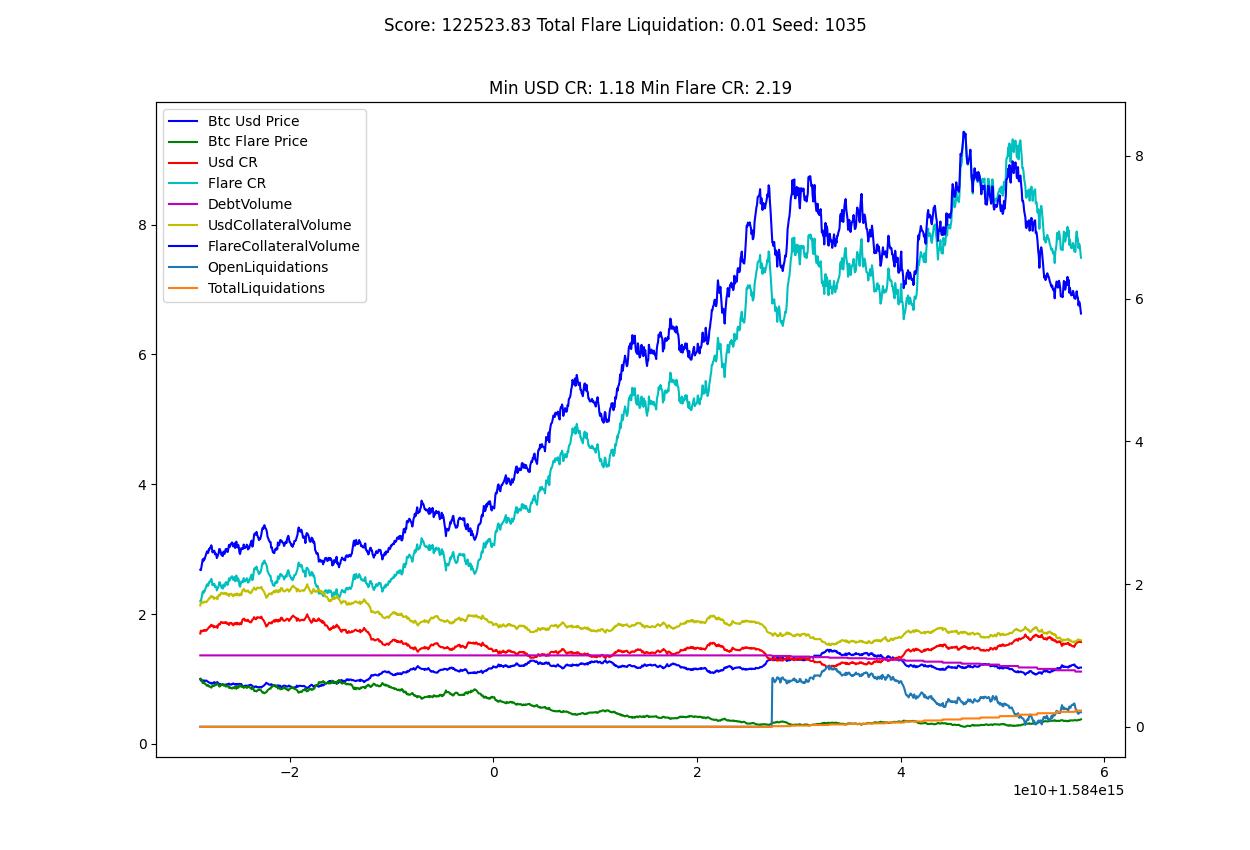 Score: 122523.83 Total Flare Liquidation: 0.01 Seed: 1035
Min USD CR: 1.18 Min Flare CR: 2.19
Btc Usd Price
Btc Flare Price
Usd CR
Flare CR
DebtVolume
UsdCollateralVolume
FlareCollateralVolume
OpenLiquidations
TotalLiquidations
8
6
4
2
0
8
6
4
2
0
−2
0
2
4
6
1e10+1.584e15